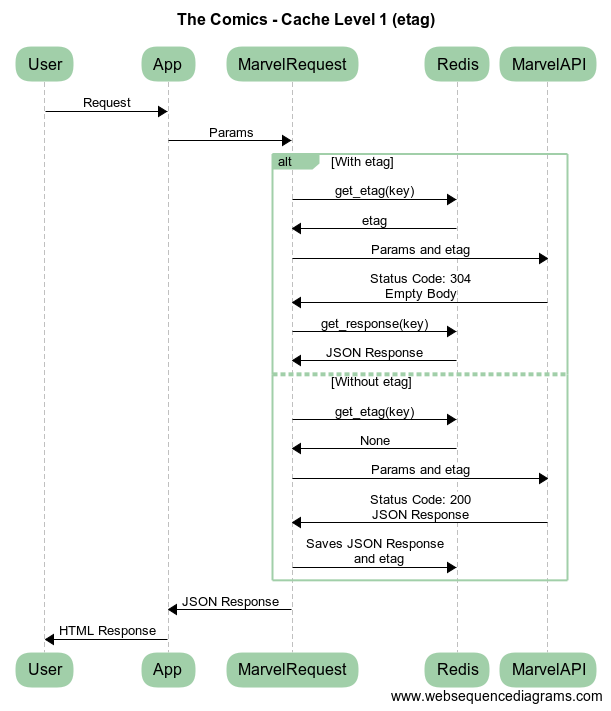 The Comics - Cache Level 1 (etag)
User App MarvelRequest Redis MarvelAPI
Request
Params
alt [With etag]
get_etag(key)
etag
Params and etag
Status Code: 304
Empty Body
get_response(key)
JSON Response
[Without etag]
get_etag(key)
None
Params and etag
Status Code: 200
JSON Response
Saves JSON Response
and etag
JSON Response
HTML Response
User App MarvelRequest Redis MarvelAPI
www.websequencediagrams.com